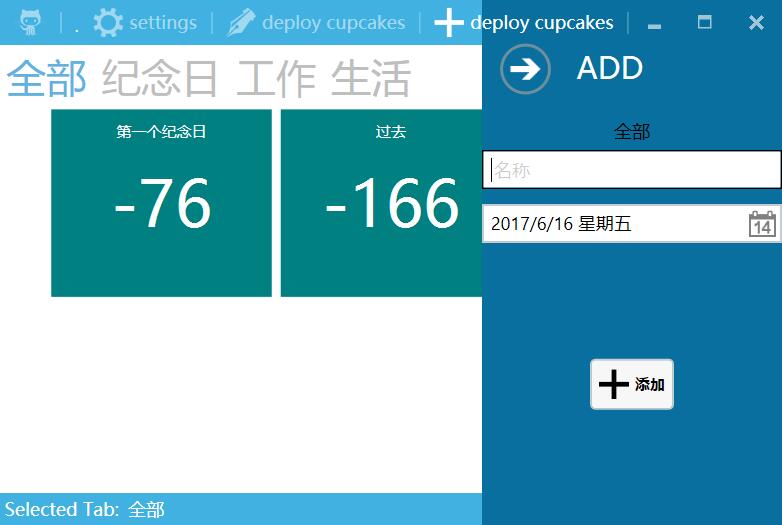 . settings deploy cupcakes deploy cupcakes
全部 纪念日 工作 生活
第一个纪念日
-76
过去
-166
ADD
全部
名称
2017/6/16 星期五
14
添加
Selected Tab: 全部